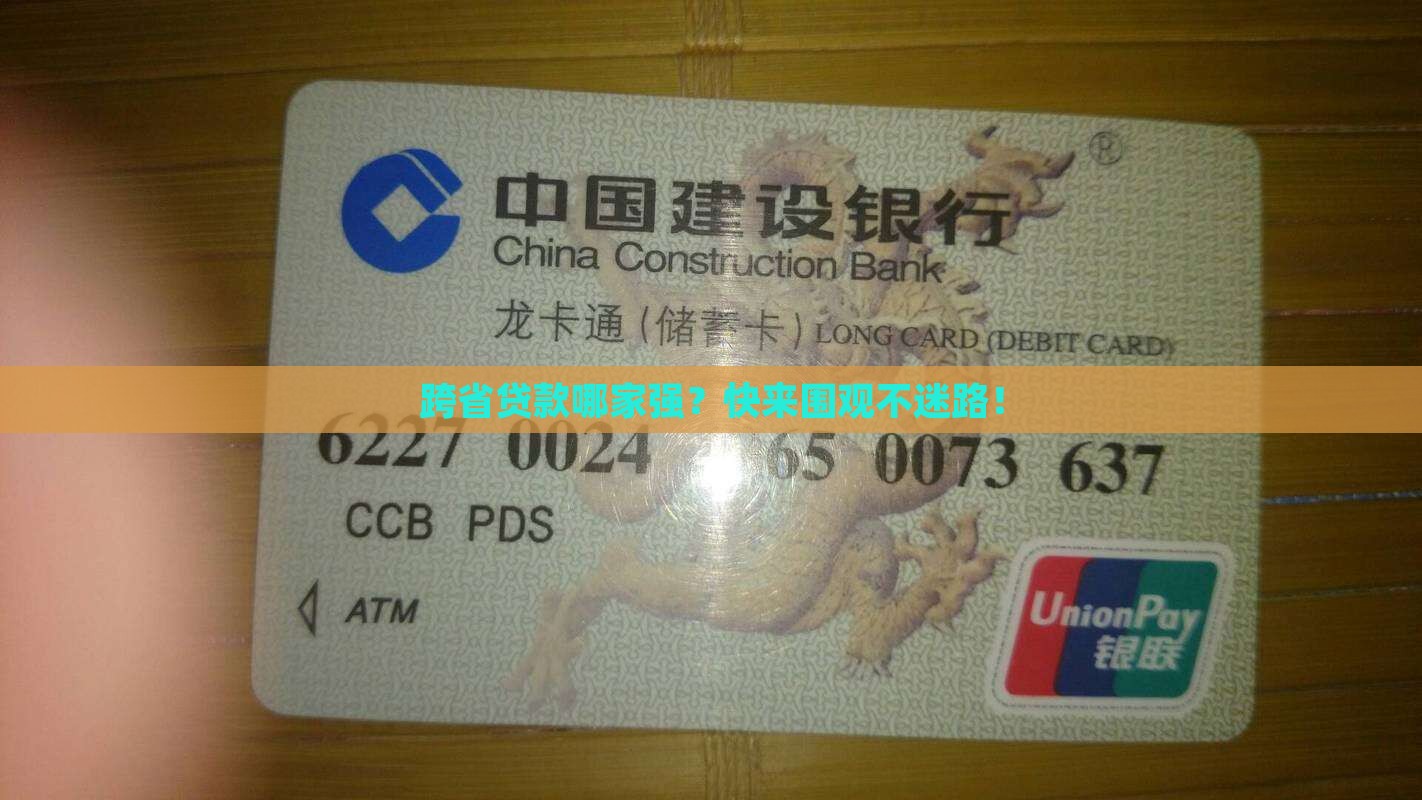 ®
中国建设银行
China Construction Bank
龙卡通(储蓄卡) LONG CARD (DEBIT CARD)
跨省贷款哪家强？快来围观不迷路！
6227 0024 65 0073 637
CCB PDS
ATM
UnionPay
银联